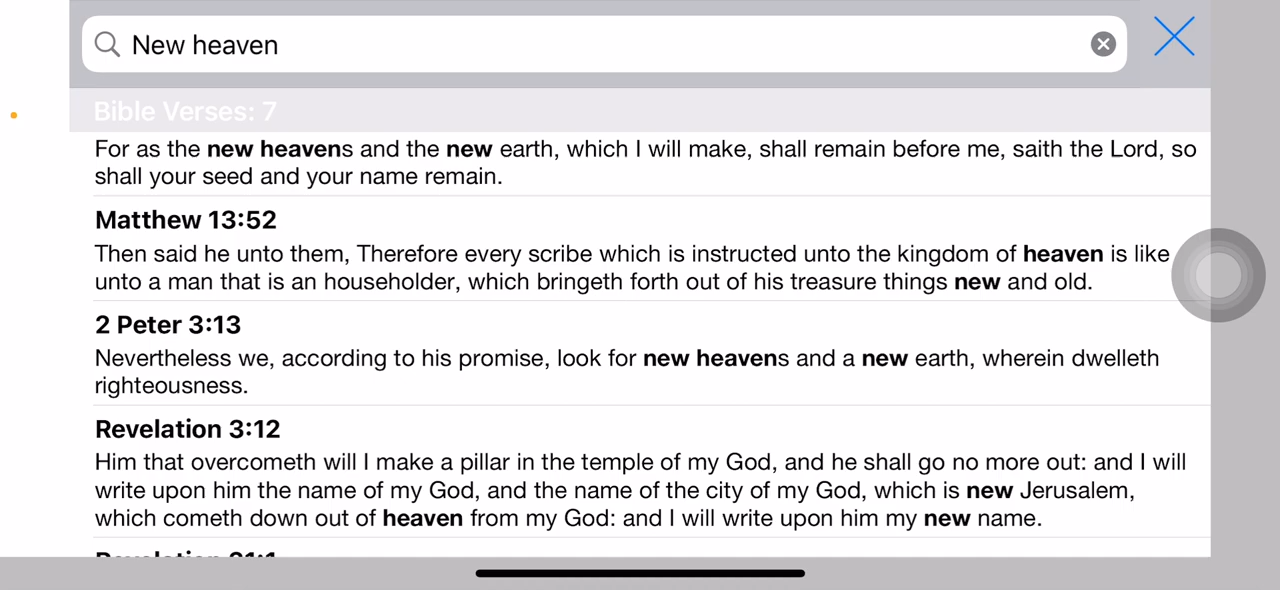 New heaven
Bible Verses: 7
For as the new heavens and the new earth, which I will make, shall remain before me, saith the Lord, so
shall your seed and your name remain.
Matthew 13:52
Then said he unto them, Therefore every scribe which is instructed unto the kingdom of heaven is like
unto a man that is an householder, which bringeth forth out of his treasure things new and old.
2 Peter 3:13
Nevertheless we, according to his promise, look for new heavens and a new earth, wherein dwelleth
righteousness.
Revelation 3:12
Him that overcometh will I make a pillar in the temple of my God, and he shall go no more out: and I will
write upon him the name of my God, and the name of the city of my God, which is new Jerusalem,
which cometh down out of heaven from my God: and I will write upon him my new name.
Revelation 21:1